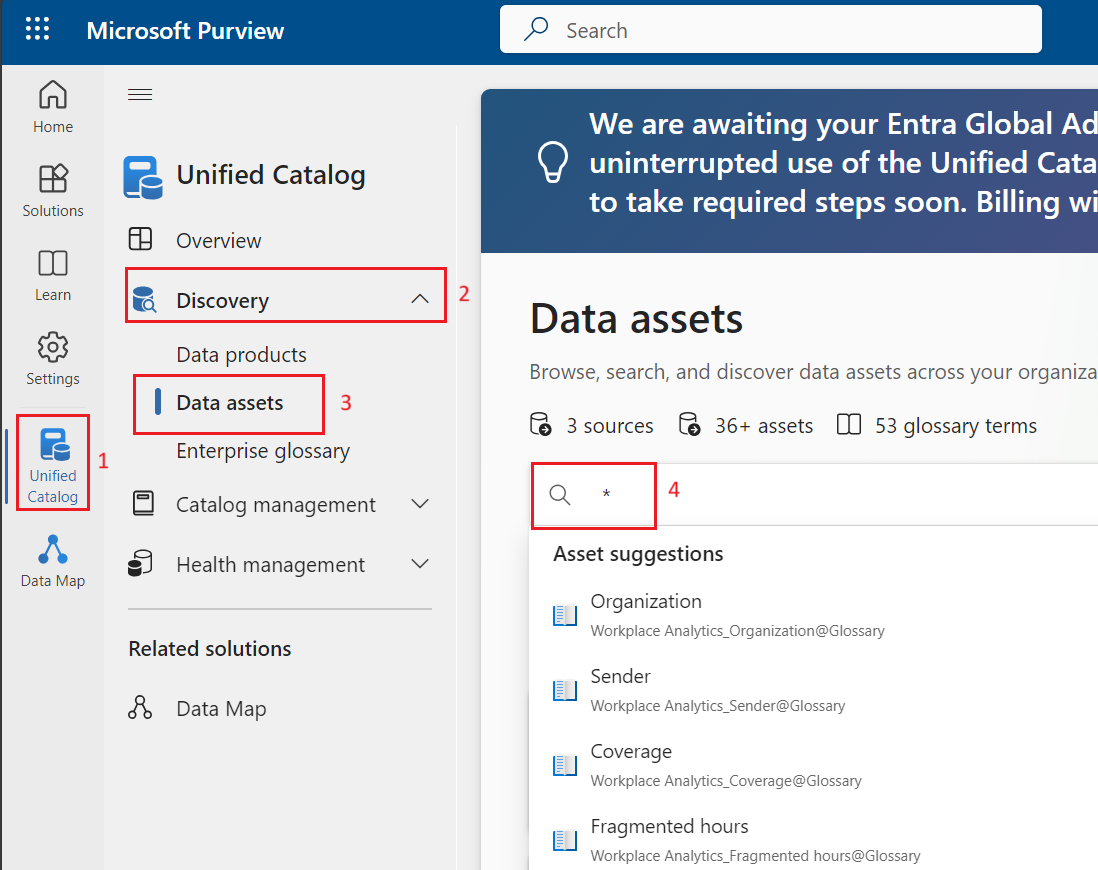 Microsoft Purview
Search
Home
Solutions
Learn
Settings
1
Unified
Catalog
Data Map
Unified Catalog
Overview
Discovery
2
Data products
Data assets
3
Enterprise glossary
Catalog management
Health management
Related solutions
Data Map
We are awaiting your Entra Global Ad
uninterrupted use of the Unified Cata
to take required steps soon. Billing wi
Data assets
Browse, search, and discover data assets across your organiza
3 sources 36+ assets 53 glossary terms
* 4
Asset suggestions
Organization
Workplace Analytics_Organization@Glossary
Sender
Workplace Analytics_Sender@Glossary
Coverage
Workplace Analytics_Coverage@Glossary
Fragmented hours
Workplace Analytics_Fragmented hours@Glossary